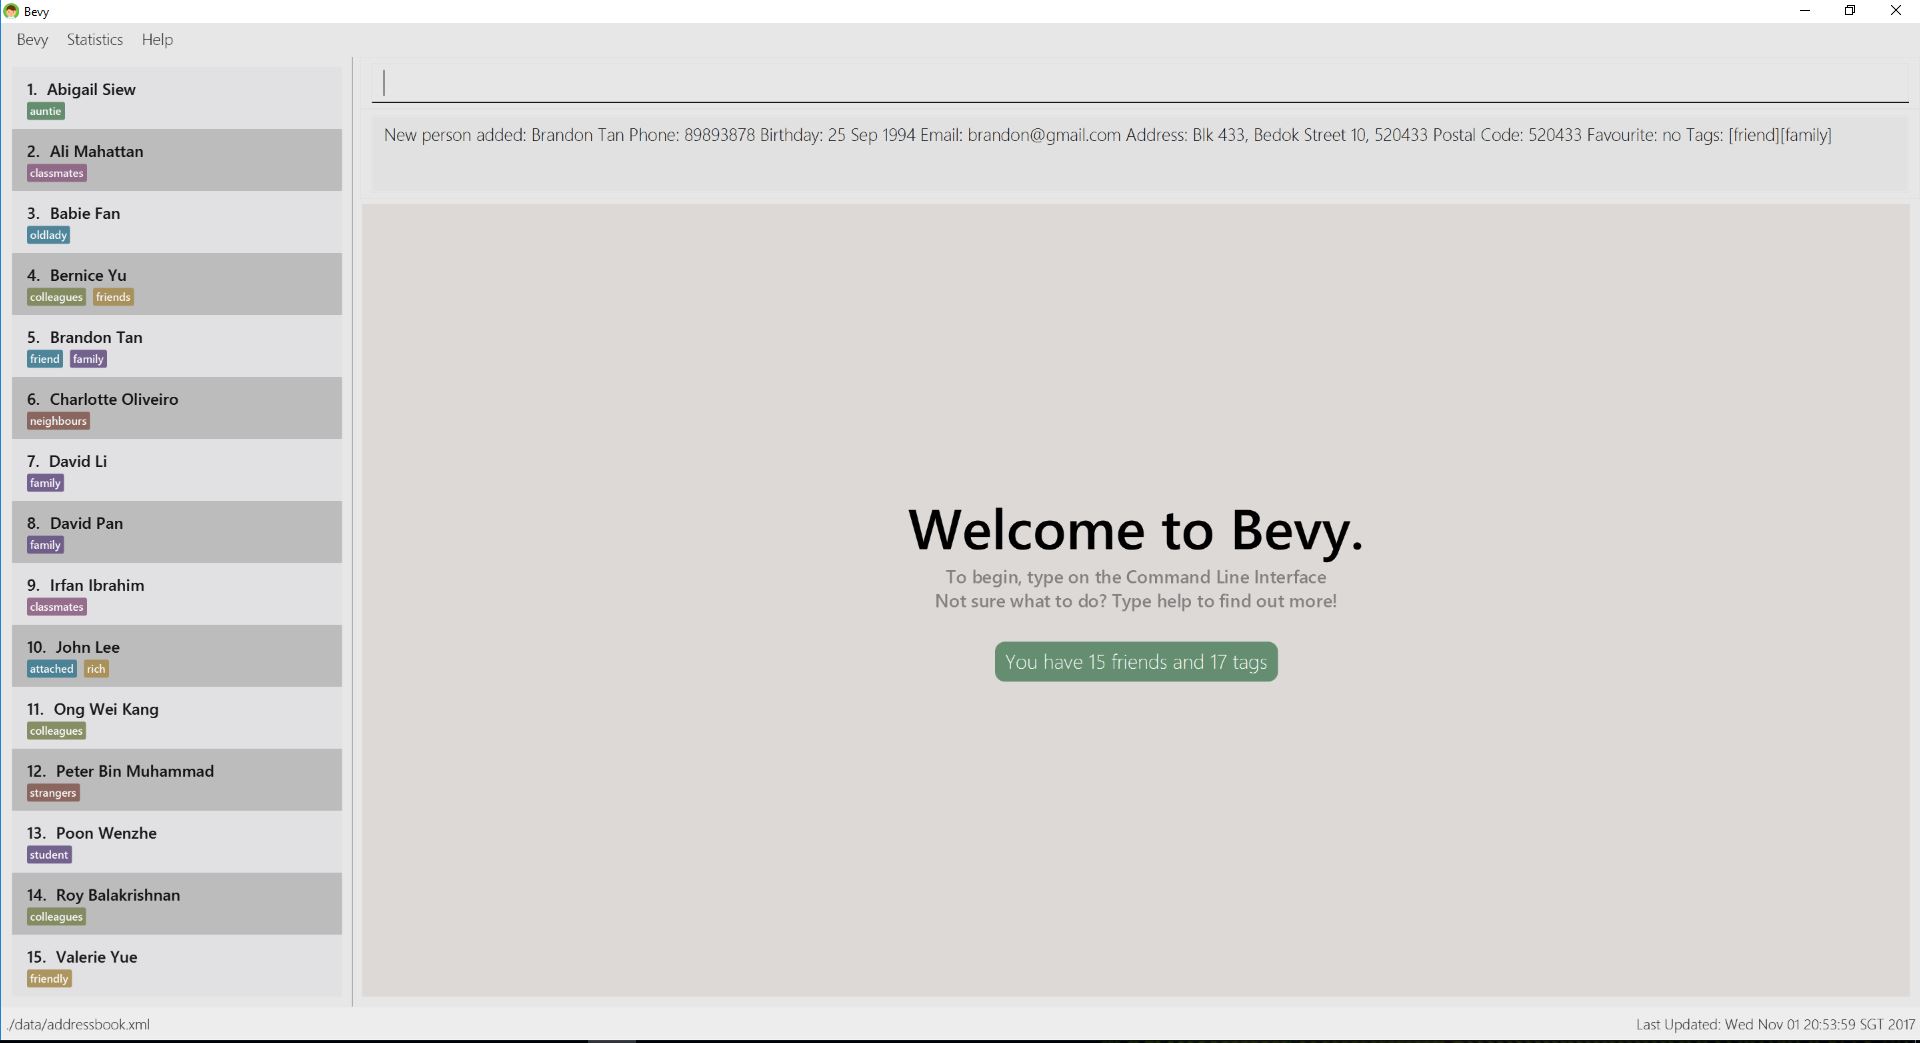 Bevy
Bevy Statistics Help
1. Abigail Siew
auntie
2. Ali Mahattan
classmates
3. Babie Fan
oldlady
4. Bernice Yu
colleagues friends
5. Brandon Tan
friend family
6. Charlotte Oliveiro
neighbours
7. David Li
family
8. David Pan
family
9. Irfan Ibrahim
classmates
10. John Lee
attached rich
11. Ong Wei Kang
colleagues
12. Peter Bin Muhammad
strangers
13. Poon Wenzhe
student
14. Roy Balakrishnan
colleagues
15. Valerie Yue
friendly
New person added: Brandon Tan Phone: 89893878 Birthday: 25 Sep 1994 Email: brandon@gmail.com Address: Blk 433, Bedok Street 10, 520433 Postal Code: 520433 Favourite: no Tags: [friend][family]
Welcome to Bevy.
To begin, type on the Command Line Interface
Not sure what to do? Type help to find out more!
You have 15 friends and 17 tags
./data/addressbook.xml
Last Updated: Wed Nov 01 20:53:59 SGT 2017